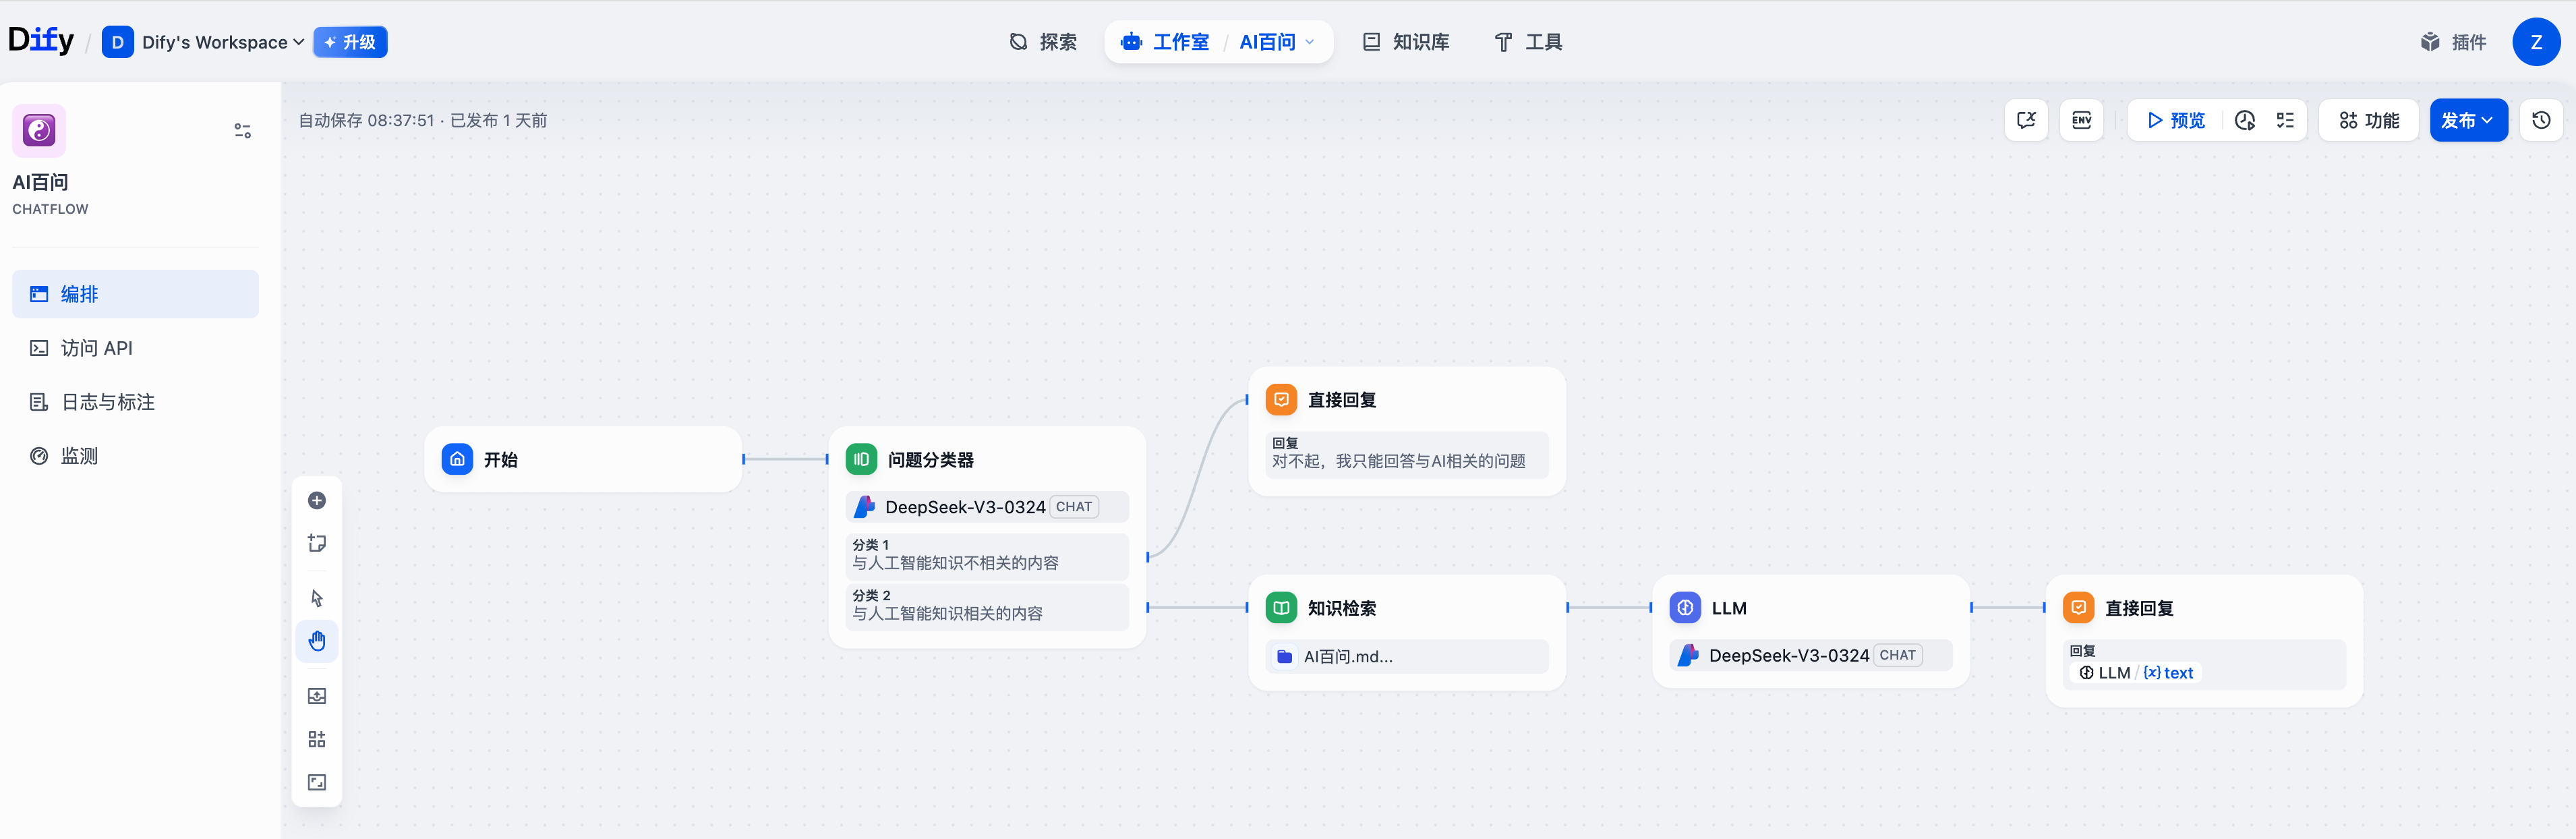 Dify / D Dify's Workspace 升级
探索
工作室 / AI百问
知识库
工具
插件
Z
AI百问
CHATFLOW
编排
访问 API
日志与标注
监测
自动保存 08:37:51 · 已发布 1 天前
ENV
预览
功能
发布
开始
问题分类器
DeepSeek-V3-0324 CHAT
分类 1
与人工智能知识不相关的内容
分类 2
与人工智能知识相关的内容
直接回复
回复
对不起，我只能回答与AI相关的问题
知识检索
AI百问.md...
LLM
DeepSeek-V3-0324 CHAT
直接回复
回复
LLM / {x} text